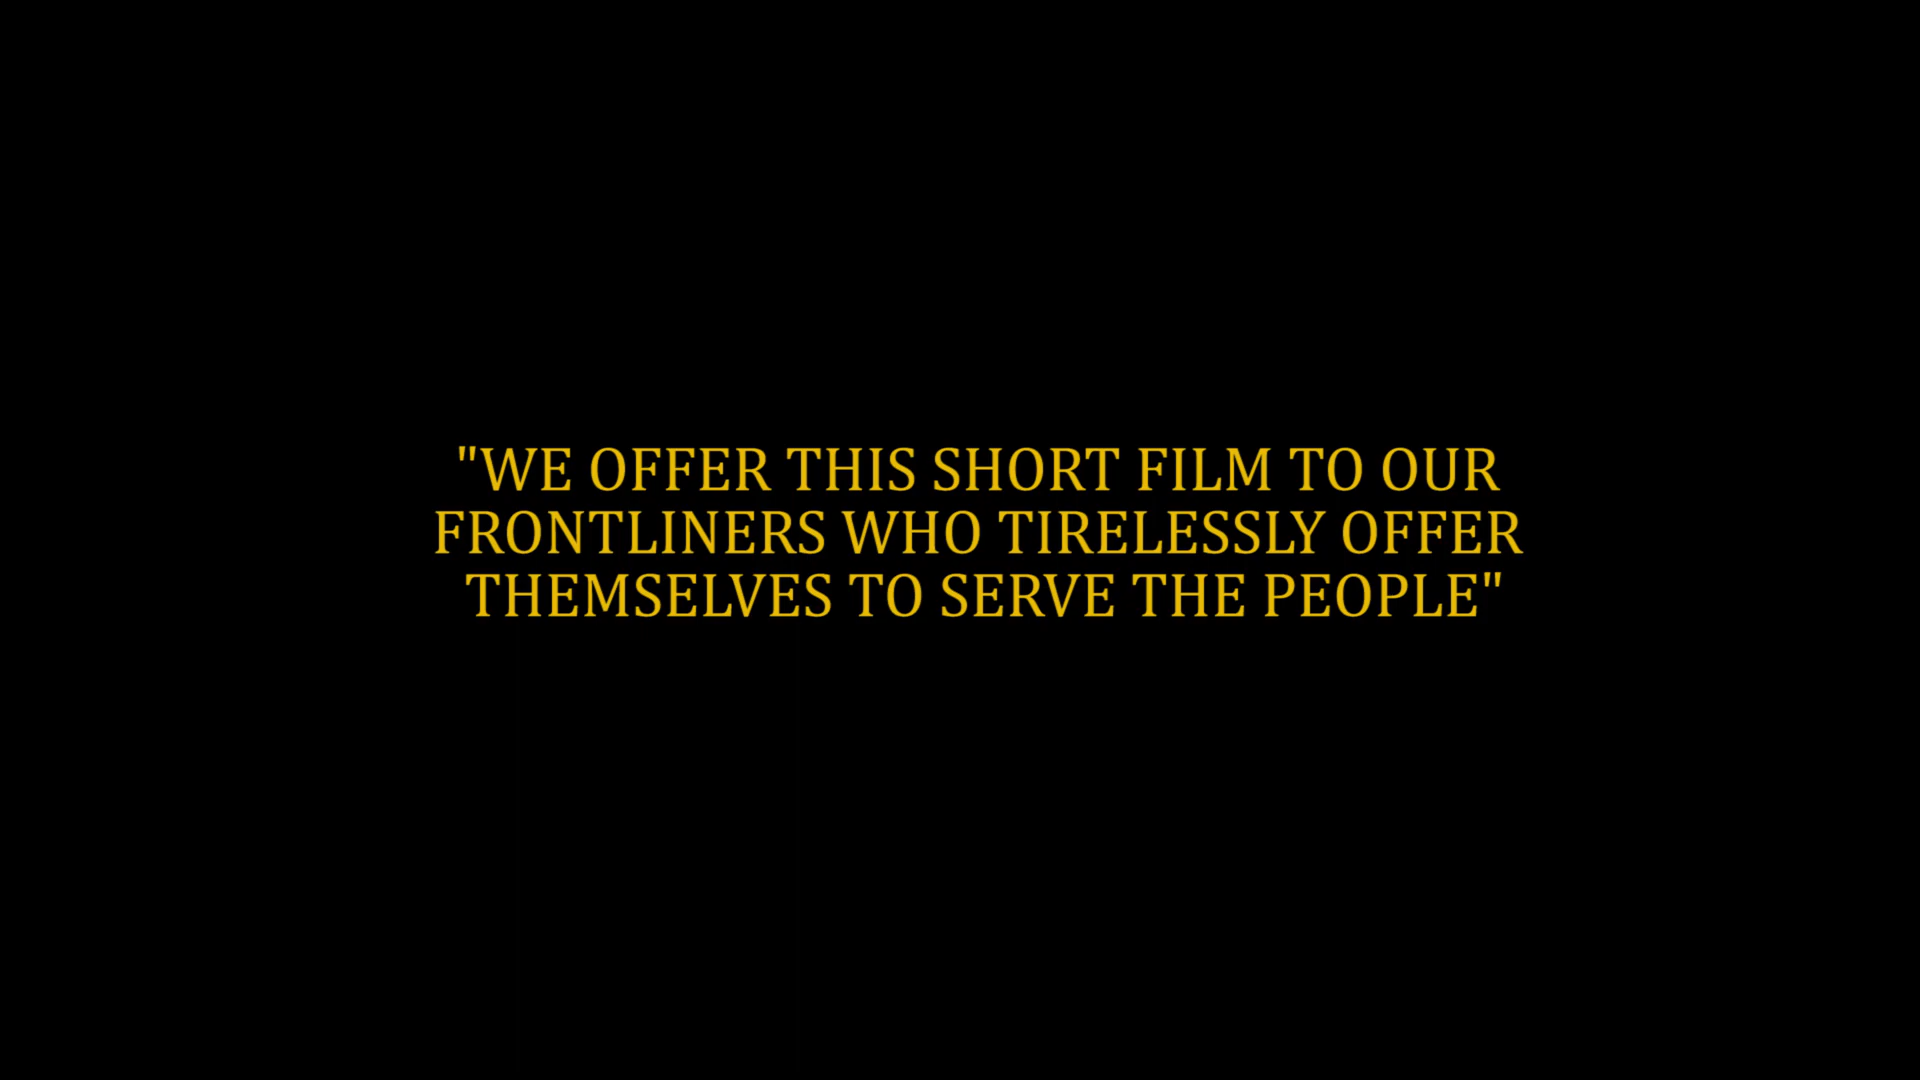 "WE OFFER THIS SHORT FILM TO OUR
FRONTLINERS WHO TIRELESSLY OFFER
THEMSELVES TO SERVE THE PEOPLE"